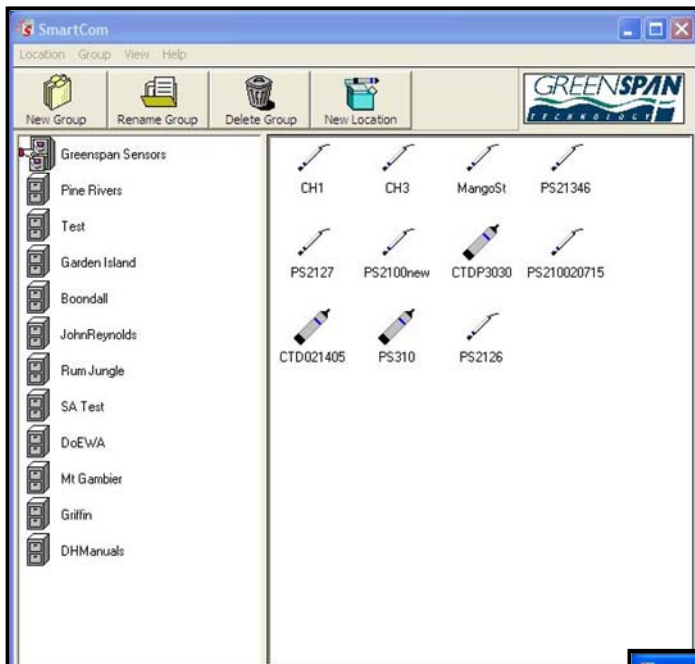 SmartCom
Location Group View Help
New Group Rename Group Delete Group New Location
GREENSPAN
TECHNOLOGY
Greenspan Sensors
Pine Rivers
Test
Garden Island
Boondall
JohnReynolds
Rum Jungle
SA Test
DoEWA
Mt Gambier
Griffin
DHManuals
CH1 CH3 MangoSt PS21346
PS2127 PS2100new CTDP3030 PS210020715
CTD021405 PS310 PS2126